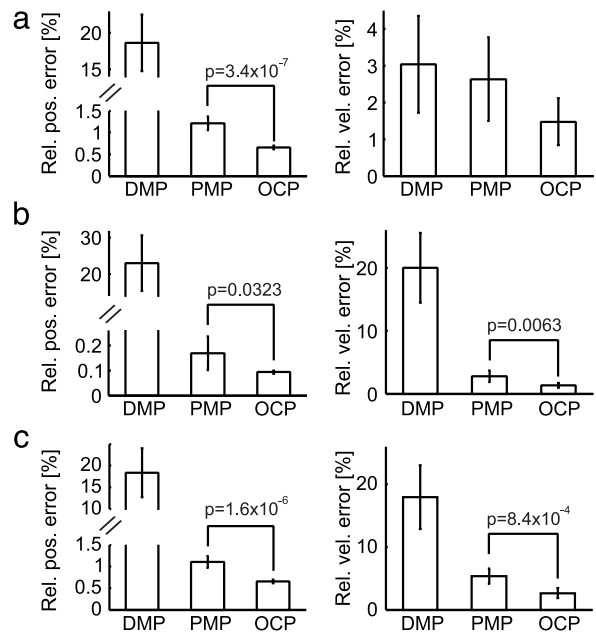 a
Rel. pos. error [%]
20
15
1.5
1
0.5
0
p=3.4x10⁻⁷
DMP PMP OCP
Rel. vel. error [%]
4
3
2
1
0
DMP PMP OCP
b
Rel. pos. error [%]
30
20
0.2
0.1
0
p=0.0323
DMP PMP OCP
Rel. vel. error [%]
20
10
0
p=0.0063
DMP PMP OCP
c
Rel. pos. error [%]
20
15
10
1.5
1
0.5
0
p=1.6x10⁻⁶
DMP PMP OCP
Rel. vel. error [%]
20
10
0
p=8.4x10⁻⁴
DMP PMP OCP